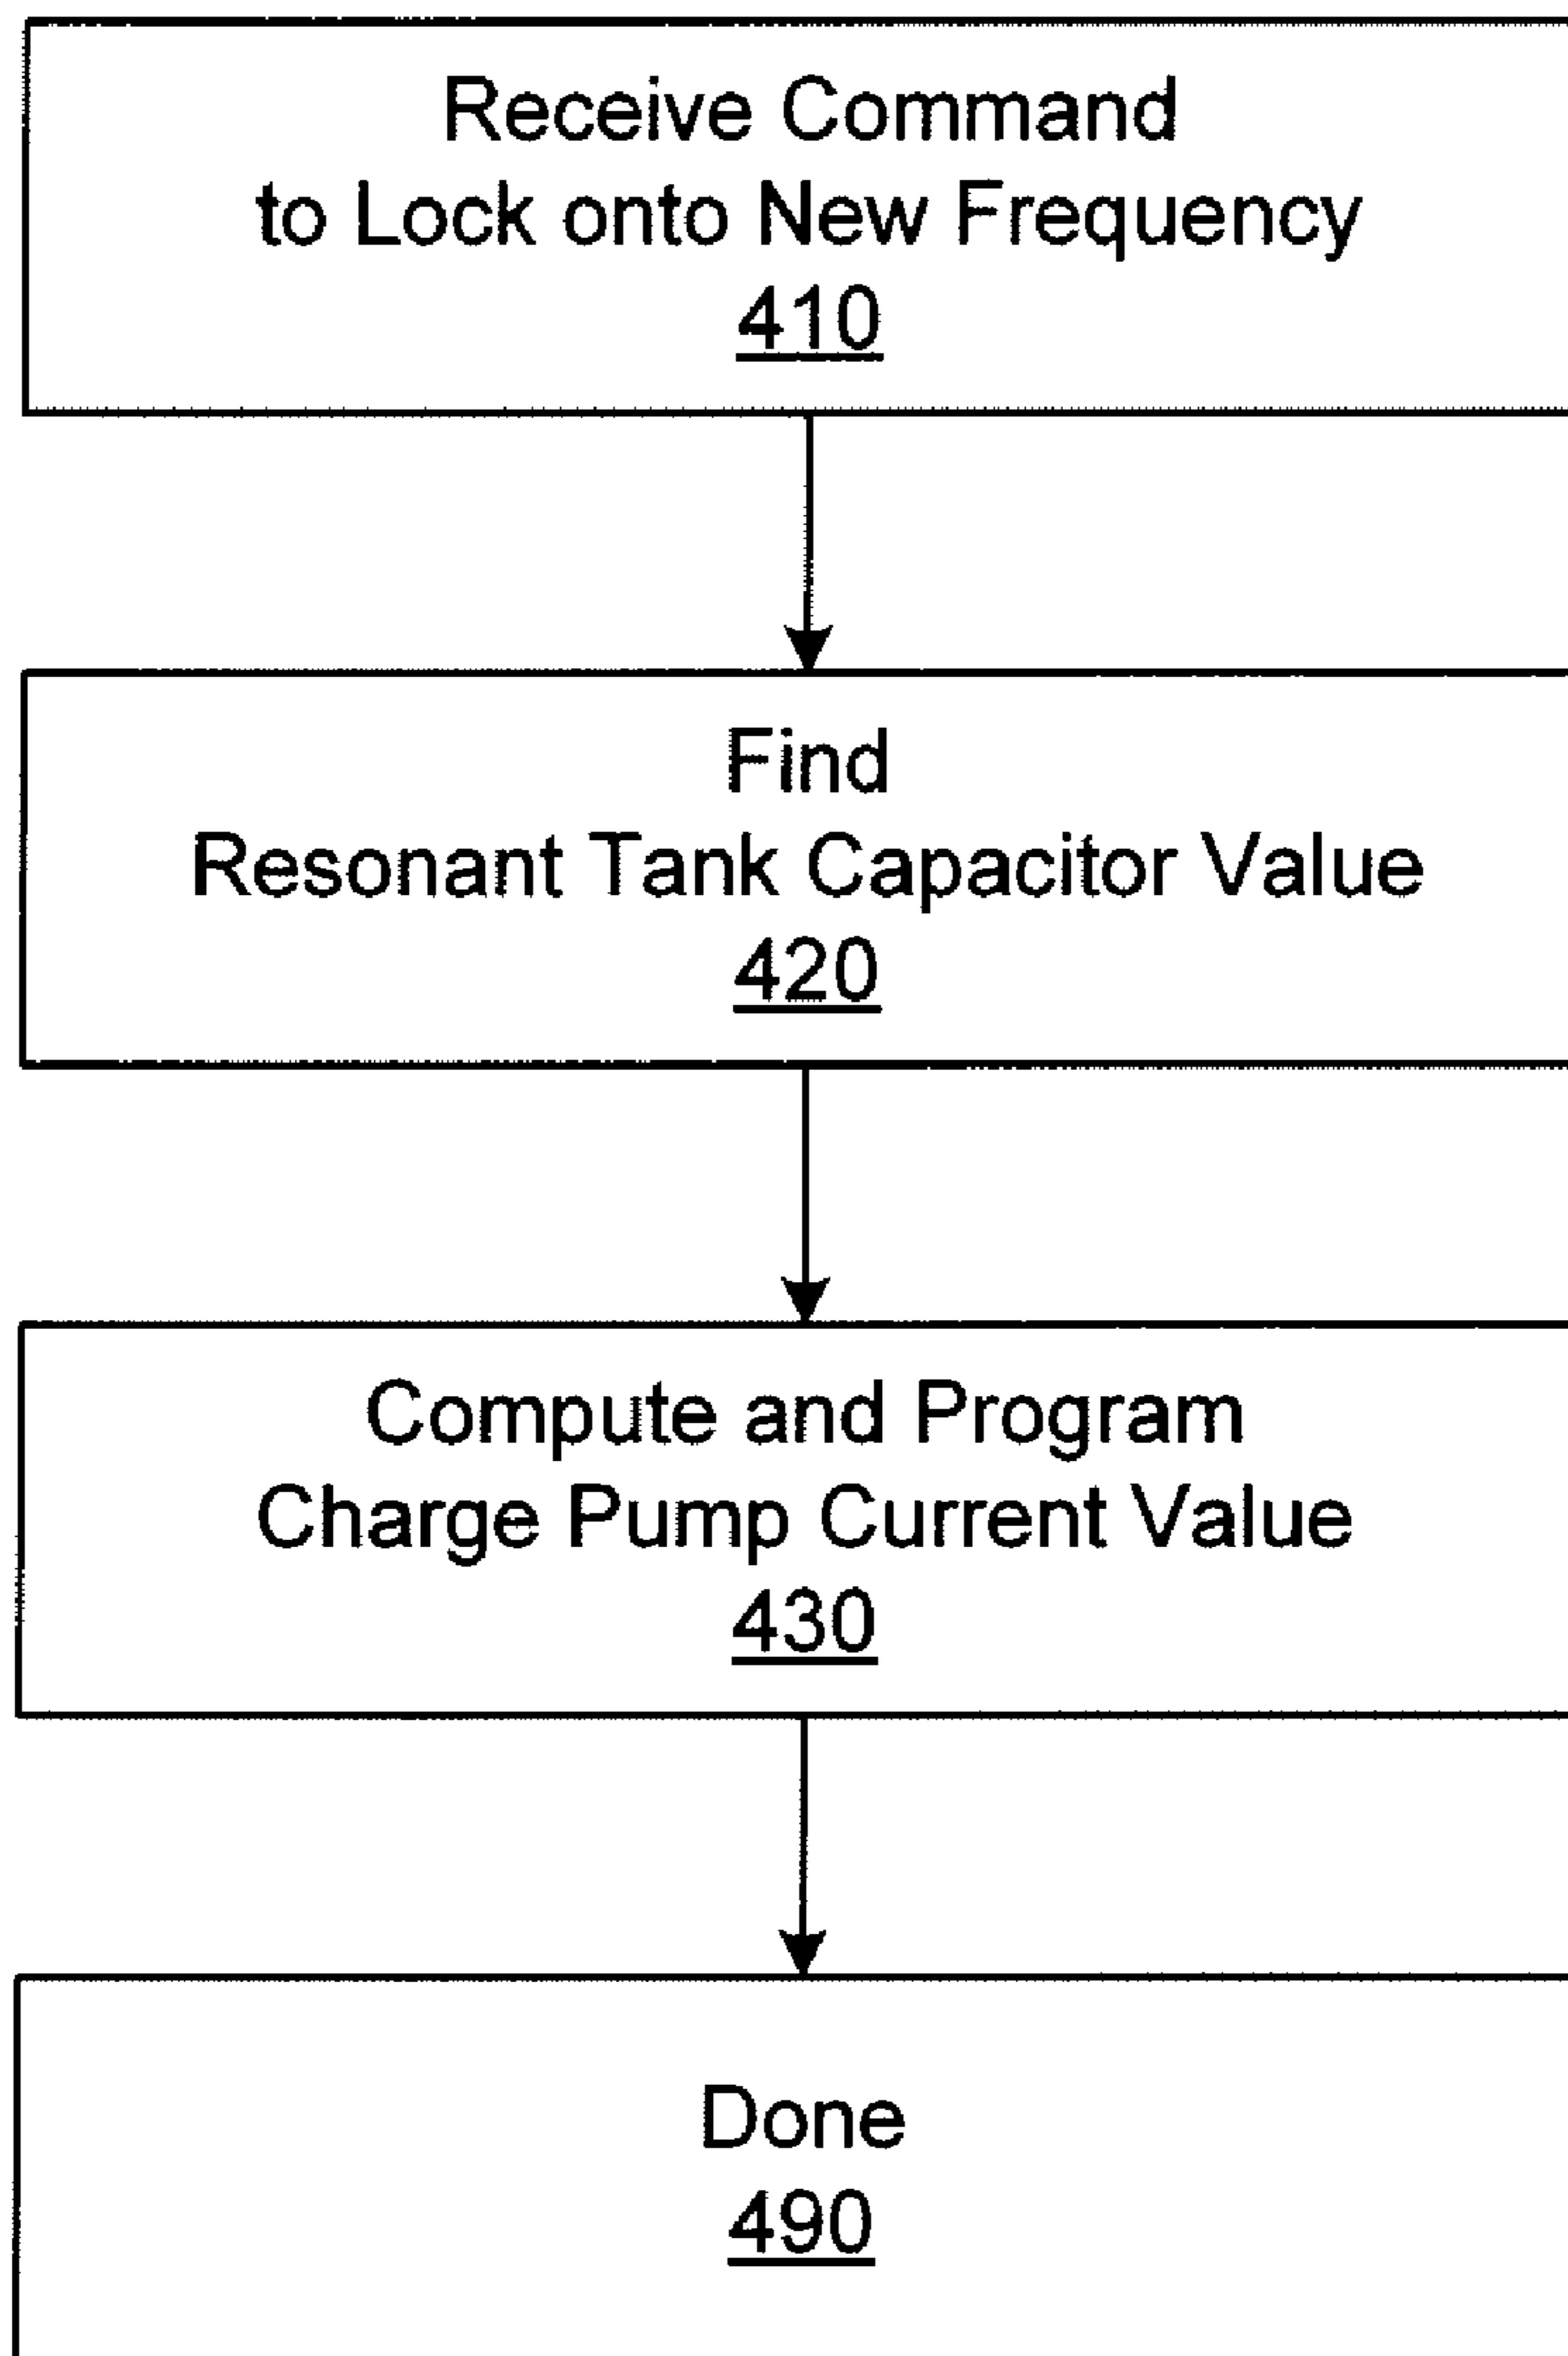 Receive Command
to Lock onto New Frequency
410
Find
Resonant Tank Capacitor Value
420
Compute and Program
Charge Pump Current Value
430
Done
490